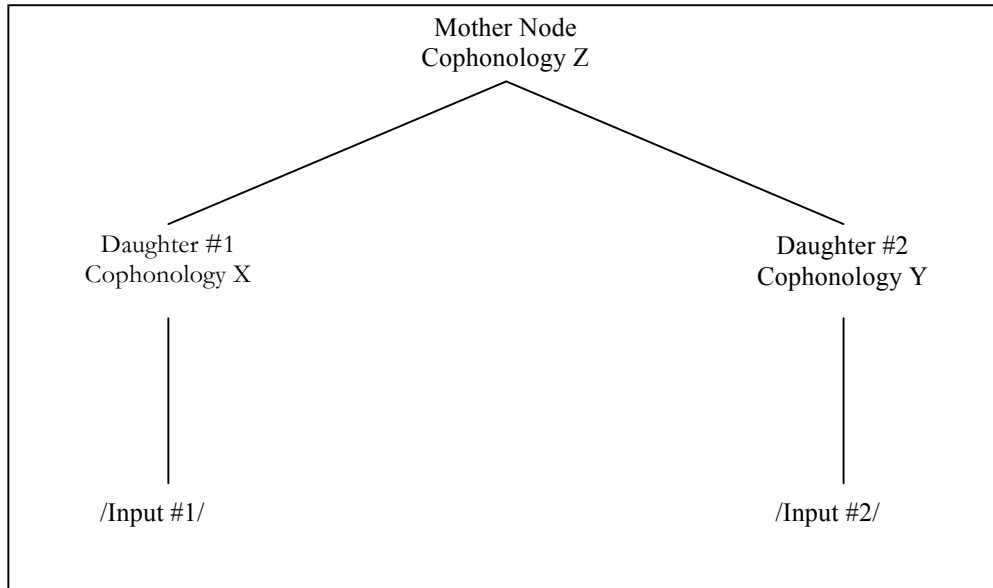 Mother Node
Cophonology Z
Daughter #1
Cophonology X
Daughter #2
Cophonology Y
/Input #1/
/Input #2/